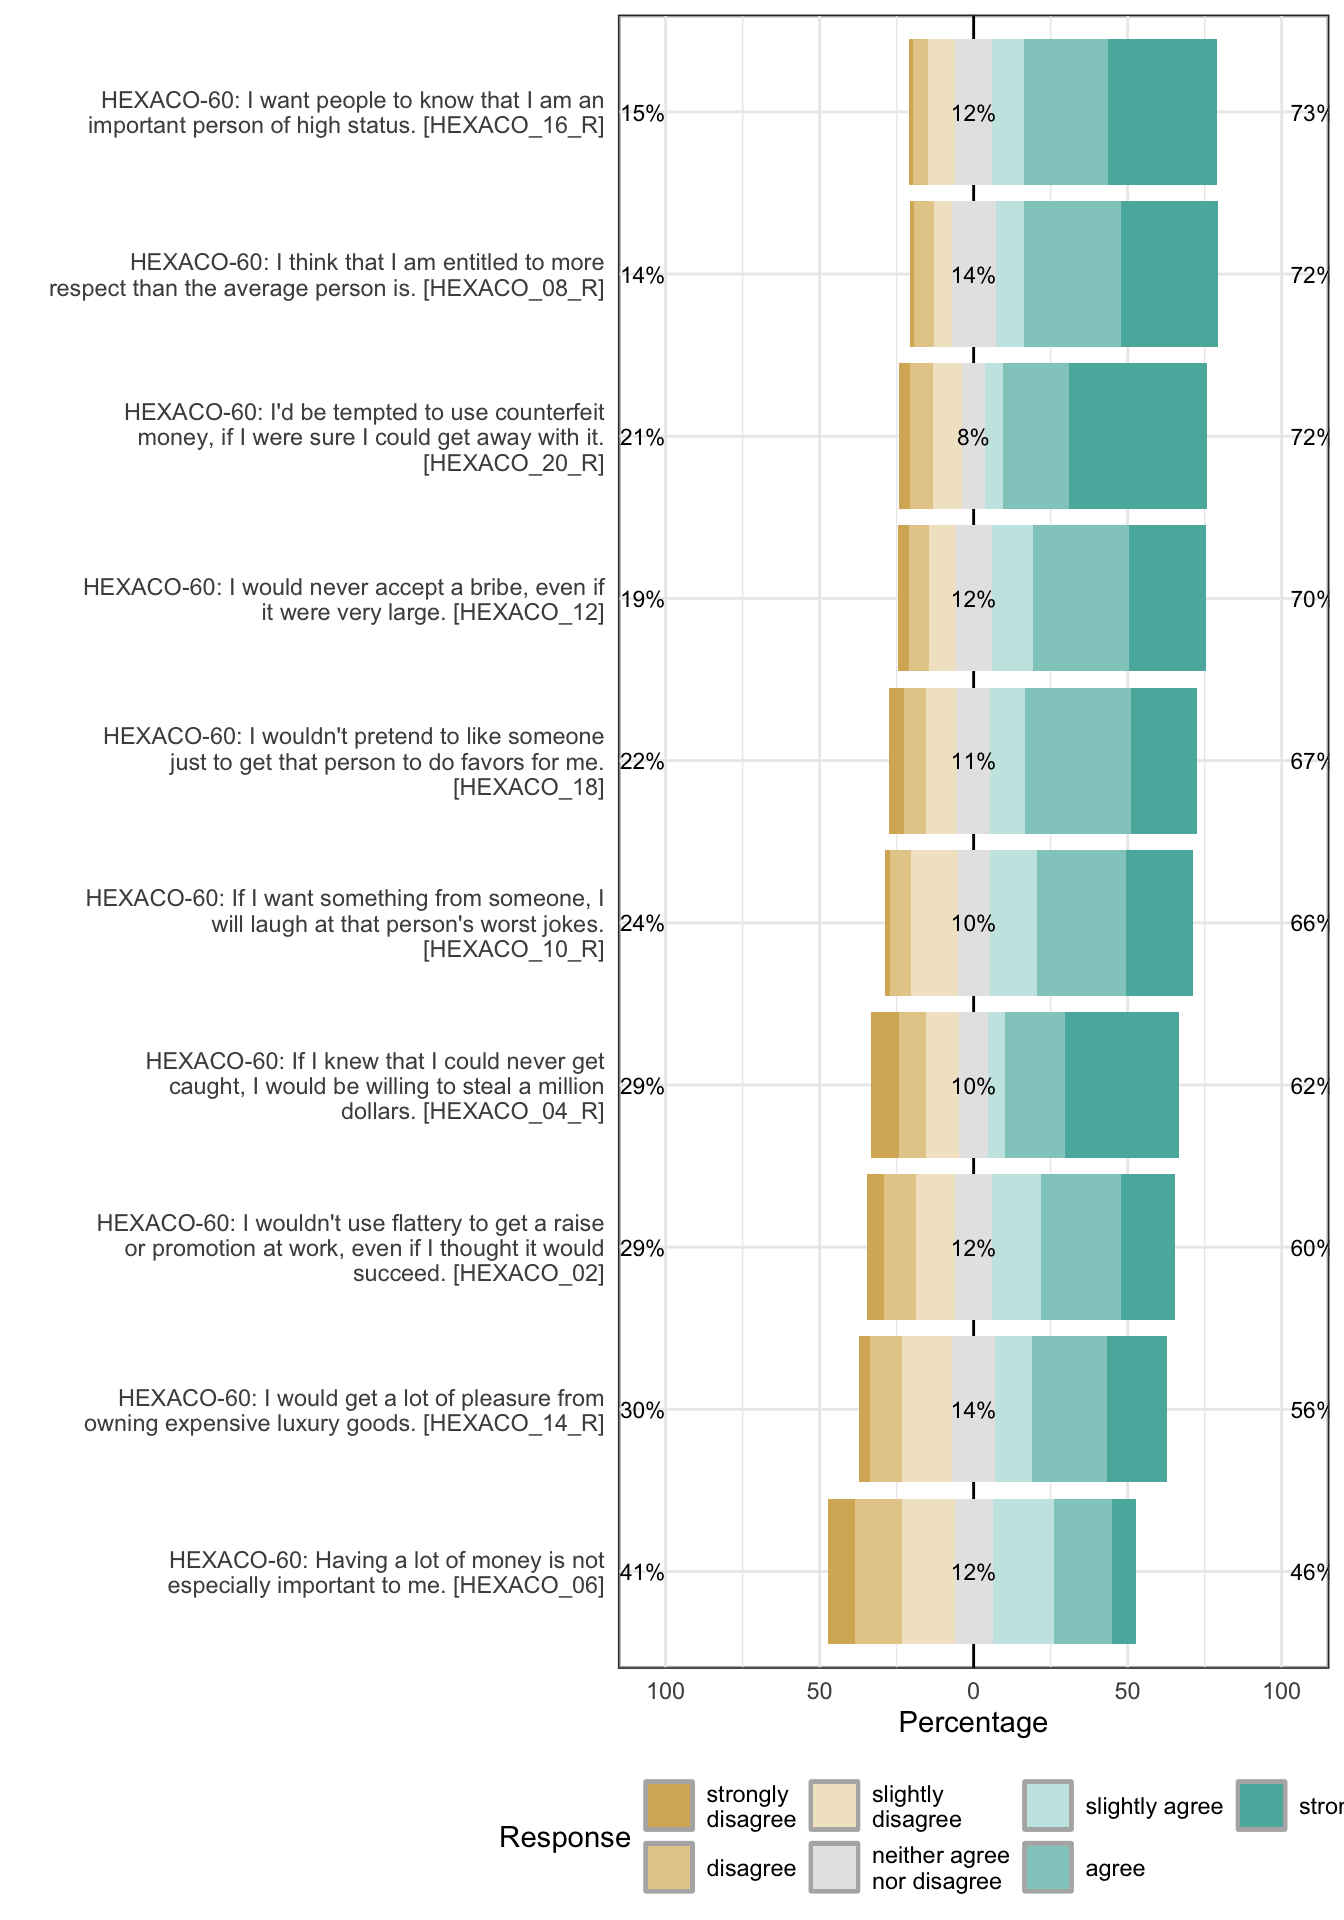 HEXACO-60: I want people to know that I am an
important person of high status. [HEXACO_16_R]
15% 12% 73%
HEXACO-60: I think that I am entitled to more
respect than the average person is. [HEXACO_08_R]
14% 14% 72%
HEXACO-60: I'd be tempted to use counterfeit
money, if I were sure I could get away with it.
[HEXACO_20_R]
21% 8% 72%
HEXACO-60: I would never accept a bribe, even if
it were very large. [HEXACO_12]
19% 12% 70%
HEXACO-60: I wouldn't pretend to like someone
just to get that person to do favors for me.
[HEXACO_18]
22% 11% 67%
HEXACO-60: If I want something from someone, I
will laugh at that person's worst jokes.
[HEXACO_10_R]
24% 10% 66%
HEXACO-60: If I knew that I could never get
caught, I would be willing to steal a million
dollars. [HEXACO_04_R]
29% 10% 62%
HEXACO-60: I wouldn't use flattery to get a raise
or promotion at work, even if I thought it would
succeed. [HEXACO_02]
29% 12% 60%
HEXACO-60: I would get a lot of pleasure from
owning expensive luxury goods. [HEXACO_14_R]
30% 14% 56%
HEXACO-60: Having a lot of money is not
especially important to me. [HEXACO_06]
41% 12% 46%
100 50 0 50 100
Percentage
Response
strongly
disagree
disagree
slightly
disagree
neither agree
nor disagree
slightly agree
agree